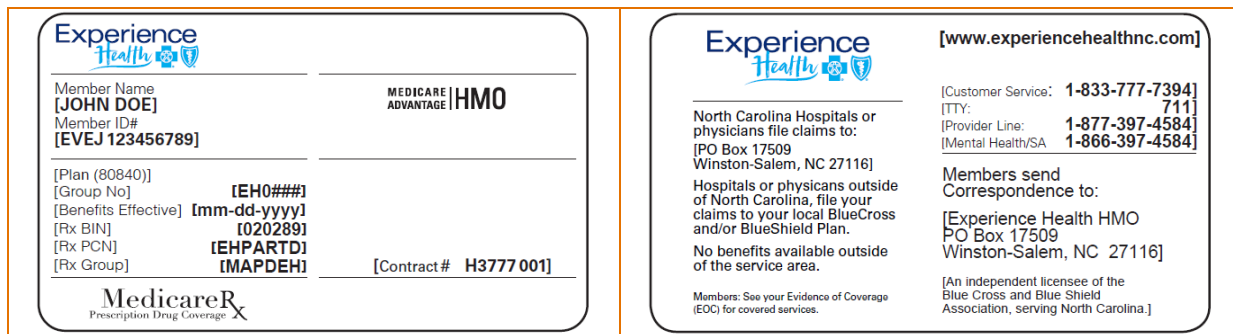 Experience
Health
Member Name
[JOHN DOE]
Member ID#
[EVEJ 123456789]
MEDICARE
ADVANTAGE
HMO
[Plan (80840)]
[Group No] [EH0###]
[Benefits Effective] [mm-dd-yyyy]
[Rx BIN] [020289]
[Rx PCN] [EHPARTD]
[Rx Group] [MAPDEH]
[Contract # H3777 001]
MedicareRx
Prescription Drug Coverage
Experience
Health
North Carolina Hospitals or
physicians file claims to:
[PO Box 17509
Winston-Salem, NC 27116]
Hospitals or physicans outside
of North Carolina, file your
claims to your local BlueCross
and/or BlueShield Plan.
No benefits available outside
of the service area.
Members: See your Evidence of Coverage
(EOC) for covered services.
[www.experiencehealthnc.com]
[Customer Service: 1-833-777-7394]
[TTY: 711]
[Provider Line: 1-877-397-4584]
[Mental Health/SA 1-866-397-4584]
Members send
Correspondence to:
[Experience Health HMO
PO Box 17509
Winston-Salem, NC 27116]
[An independent licensee of the
Blue Cross and Blue Shield
Association, serving North Carolina.]